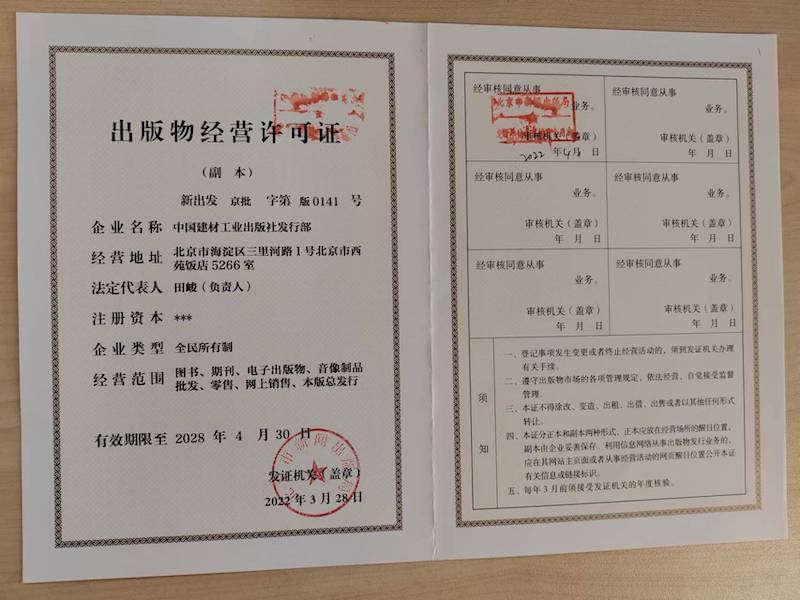 出版物经营许可证
(副 本)
新出发 京批 字第 版0141 号
企业名称 中国建材工业出版社发行部
经营地址 北京市海淀区三里河路1号北京市西
苑饭店5266室
法定代表人 田峻(负责人)
注册资本 ***
企业类型 全民所有制
经营范围 图书、期刊、电子出版物、音像制品
批发、零售、网上销售、本版总发行
有效期限至 2028 年 4 月 30 日
北京市新闻出版局
发证机关(盖章)
2022年3月28日
经审核同意从事
业务。
审核机关(盖章)
2022 年 4月 日
经审核同意从事
业务。
审核机关(盖章)
年 月 日
经审核同意从事
业务。
审核机关(盖章)
年 月 日
经审核同意从事
业务。
审核机关(盖章)
年 月 日
经审核同意从事
业务。
审核机关(盖章)
年 月 日
经审核同意从事
业务。
审核机关(盖章)
年 月 日
须知
一、登记事项发生变更或者终止经营活动的,须到发证机关办理
有关手续。
二、遵守出版物市场的各项管理规定,依法经营,自觉接受监督
管理。
三、本证不得涂改、变造、出租、出借、出售或者以其他任何形式
转让。
四、本证分正本和副本两种形式,正本应放在经营场所的醒目位置,
副本由企业妥善保存。利用信息网络从事出版物发行业务的,
应在其网站主页面或者从事经营活动的网页醒目位置公开本证
有关信息或链接标识。
五、每年3月前须接受发证机关的年度核验。